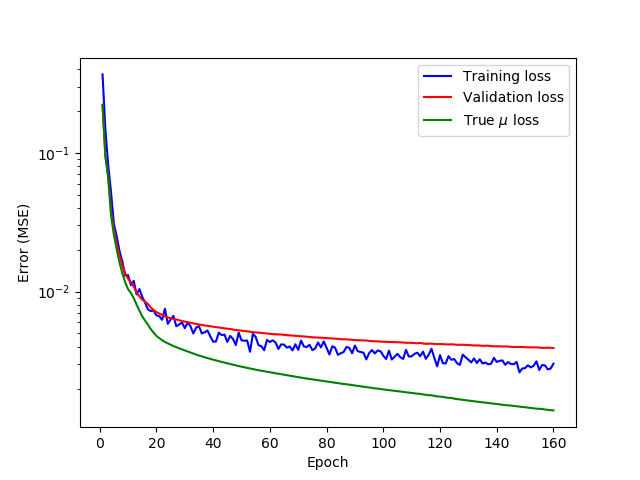 Training loss
Validation loss
True μ loss
10⁻¹
10⁻²
Error (MSE)
0 20 40 60 80 100 120 140 160
Epoch